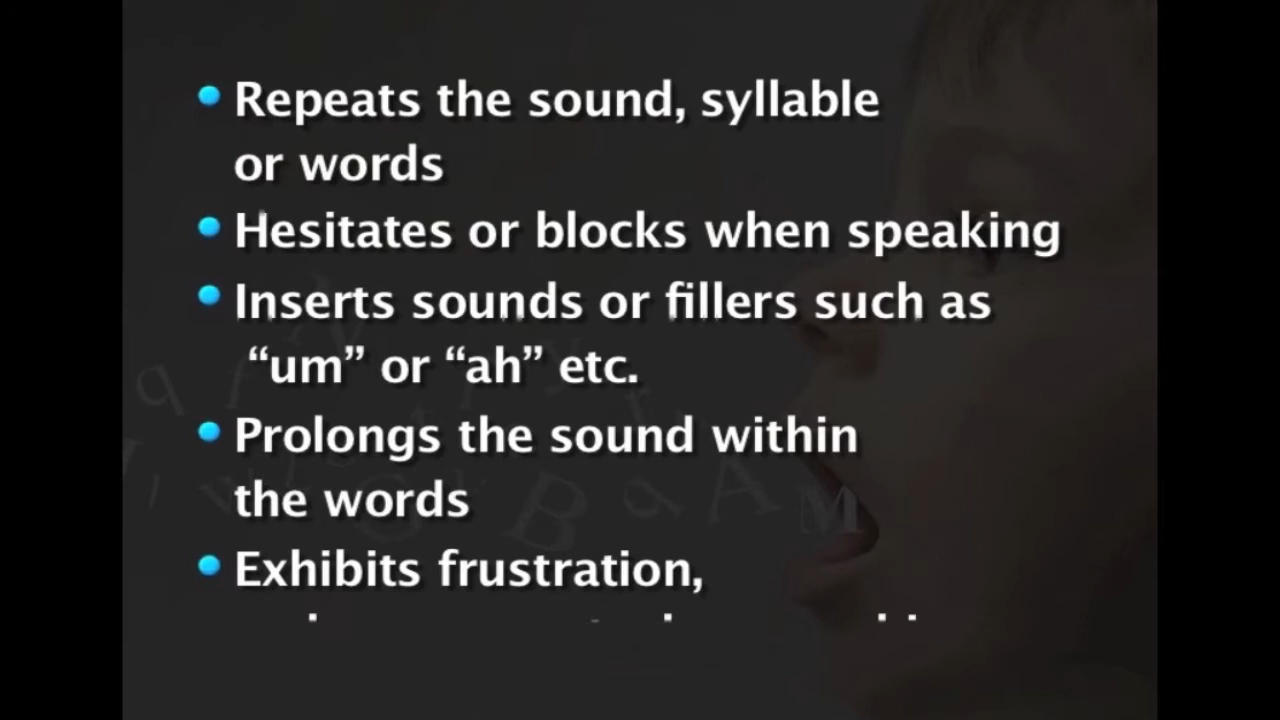 • Repeats the sound, syllable
or words
• Hesitates or blocks when speaking
• Inserts sounds or fillers such as
“um” or “ah” etc.
• Prolongs the sound within
the words
• Exhibits frustration,